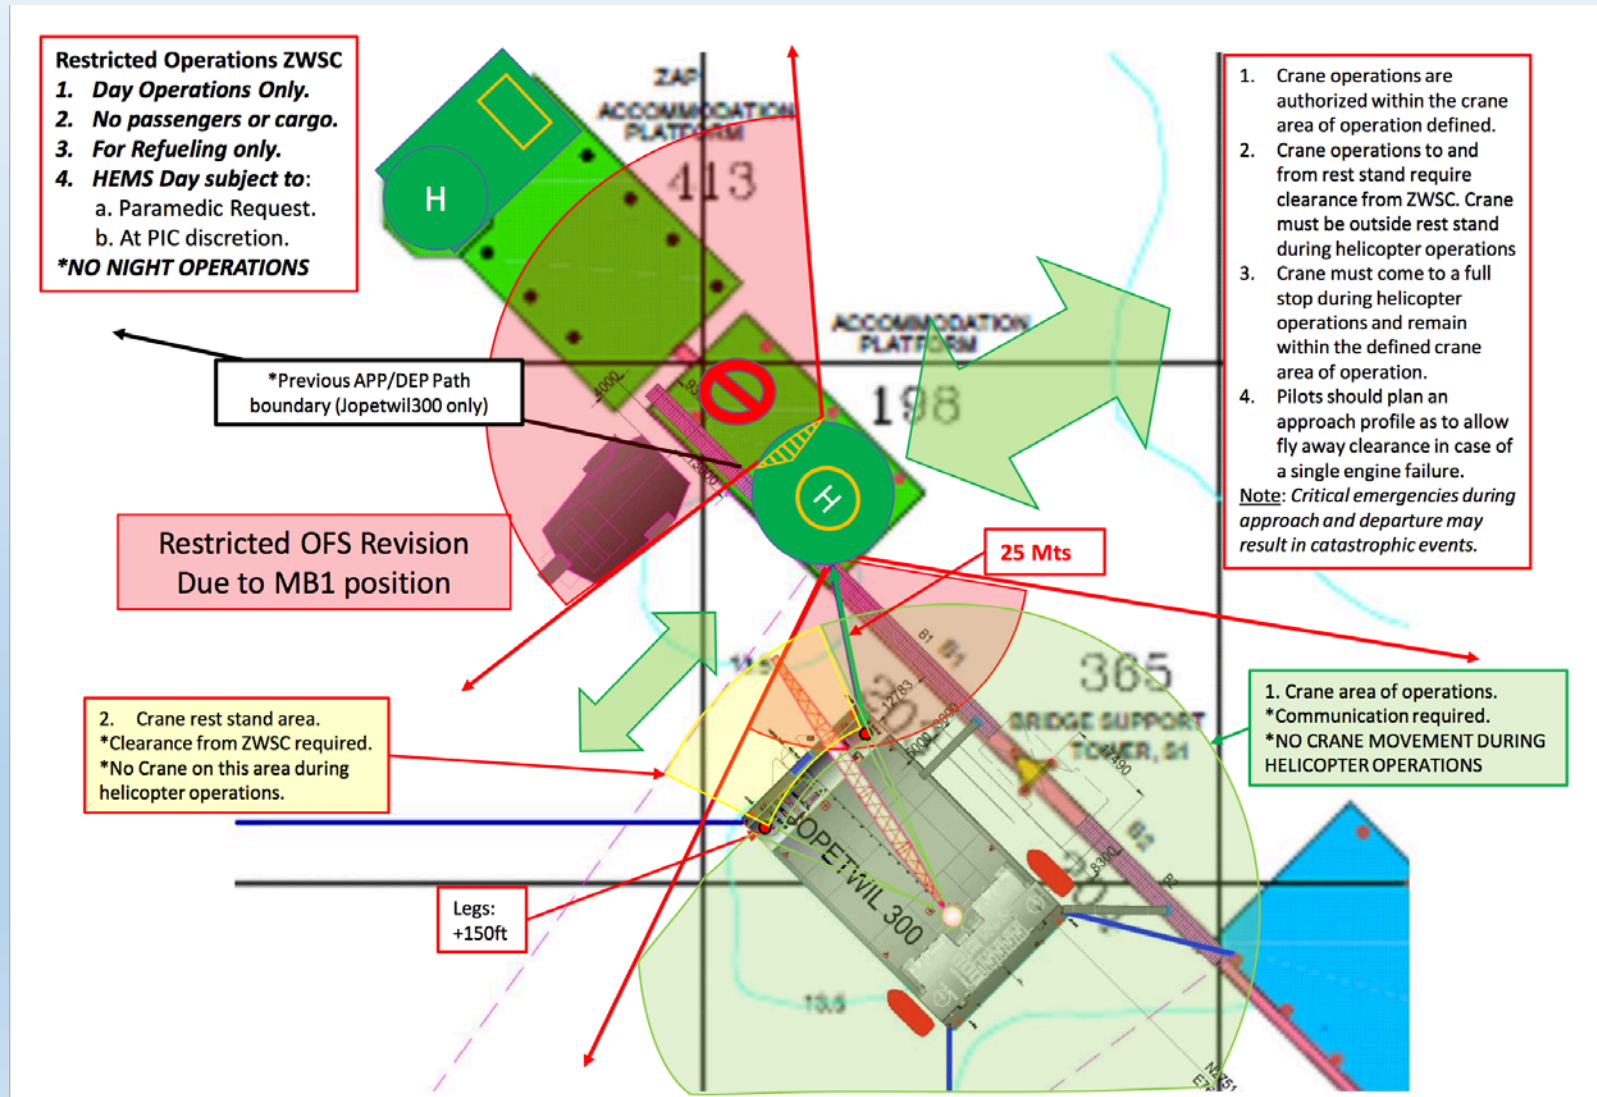 Restricted Operations ZWSC
1. Day Operations Only.
2. No passengers or cargo.
3. For Refueling only.
4. HEMS Day subject to:
a. Paramedic Request.
b. At PIC discretion.
*NO NIGHT OPERATIONS
ZAP
ACCOMMODATION
PLATFORM
413
H
1. Crane operations are
authorized within the crane
area of operation defined.
2. Crane operations to and
from rest stand require
clearance from ZWSC. Crane
must be outside rest stand
during helicopter operations
3. Crane must come to a full
stop during helicopter
operations and remain
within the defined crane
area of operation.
4. Pilots should plan an
approach profile as to allow
fly away clearance in case of
a single engine failure.
Note: Critical emergencies during
approach and departure may
result in catastrophic events.
ACCOMMODATION
PLATFORM
198
*Previous APP/DEP Path
boundary (Jopetwil300 only)
4000
13000
H
Restricted OFS Revision
Due to MB1 position
25 Mts
B1
S1
365
12783
BRIDGE SUPPORT
TOWER, S1
2. Crane rest stand area.
*Clearance from ZWSC required.
*No Crane on this area during
helicopter operations.
1. Crane area of operations.
*Communication required.
*NO CRANE MOVEMENT DURING
HELICOPTER OPERATIONS
B2
8300
JOPETWIL 300
Legs:
+150ft
13.5